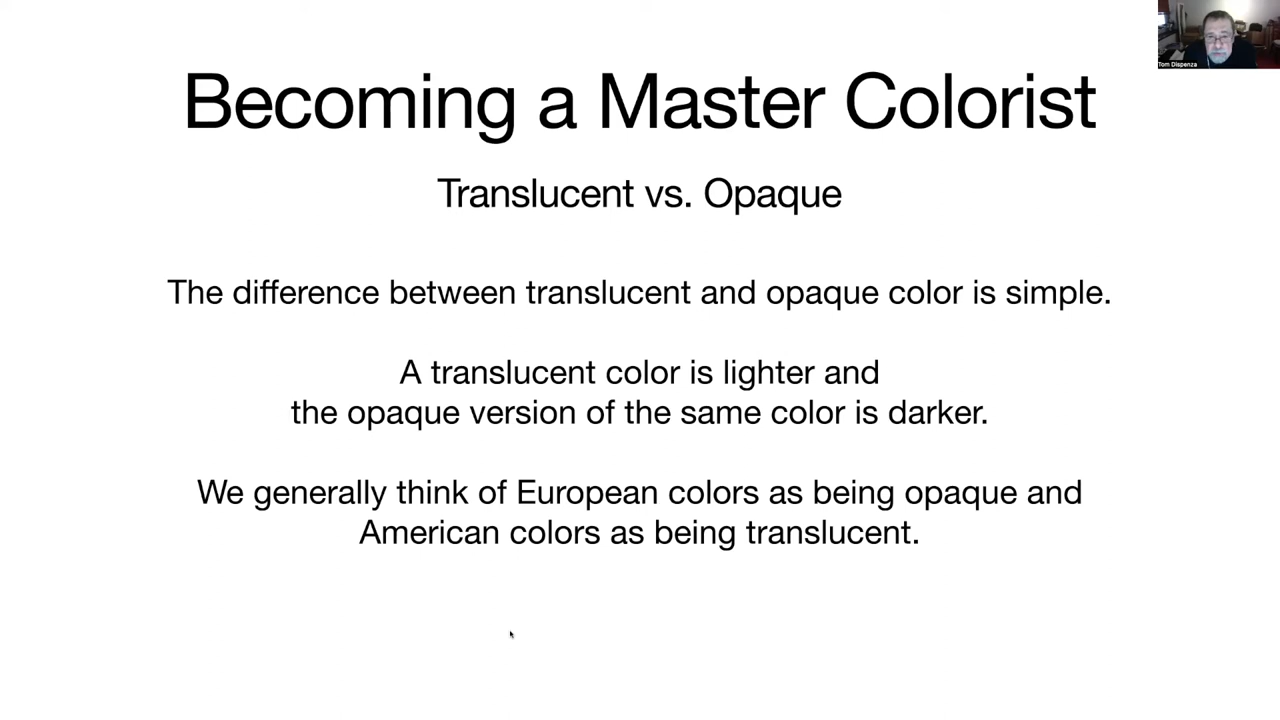 Becoming a Master Colorist
Tom Dispenza
Translucent vs. Opaque
The difference between translucent and opaque color is simple.
A translucent color is lighter and
the opaque version of the same color is darker.
We generally think of European colors as being opaque and
American colors as being translucent.